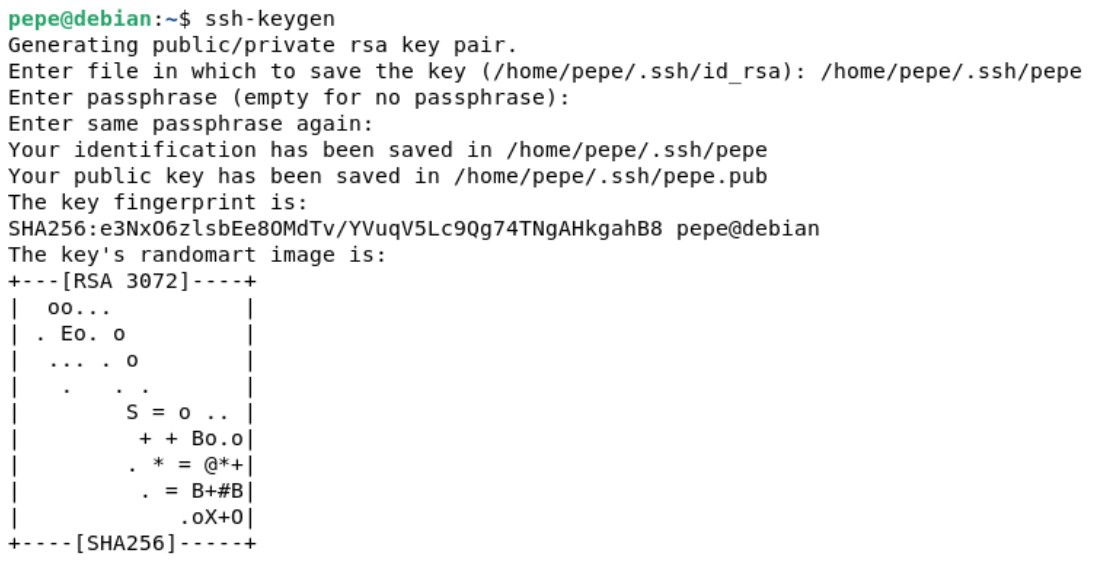 pepe@debian:~$ ssh-keygen
Generating public/private rsa key pair.
Enter file in which to save the key (/home/pepe/.ssh/id_rsa): /home/pepe/.ssh/pepe
Enter passphrase (empty for no passphrase):
Enter same passphrase again:
Your identification has been saved in /home/pepe/.ssh/pepe
Your public key has been saved in /home/pepe/.ssh/pepe.pub
The key fingerprint is:
SHA256:e3NxO6zlsbEe8OMdTv/YVuqV5Lc9Qg74TNgAHkgahB8 pepe@debian
The key's randomart image is:
+---[RSA 3072]----+
|  oo...          |
| . Eo. o         |
|  ... . o        |
|   .   . .       |
|        S = o .. |
|         + + Bo.o|
|        . * = @*+|
|         . = B+#B|
|            .oX+O|
+----[SHA256]-----+